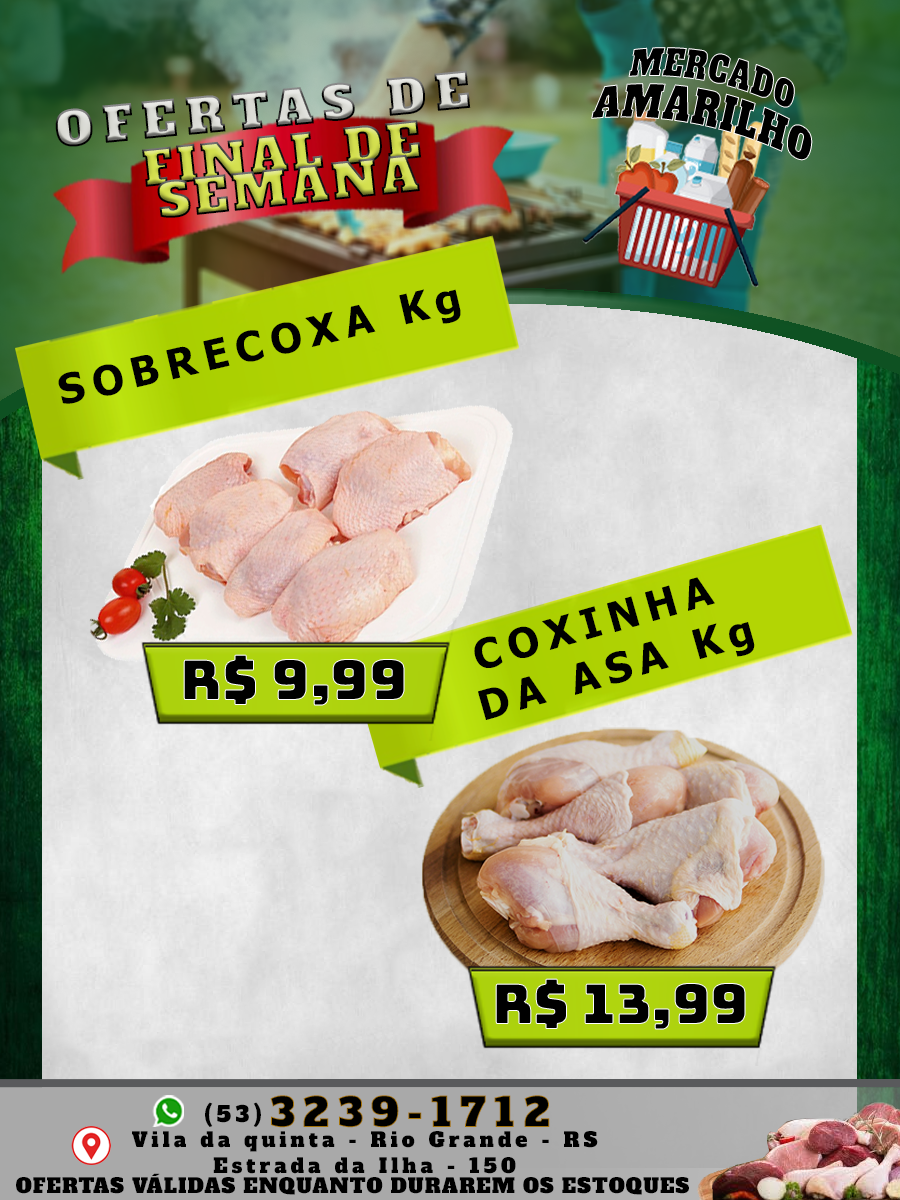 OFERTAS DE
FINAL DE
SEMANA
MERCADO
AMARILHO
SOBRECOXA Kg
R$ 9,99
COXINHA
DA ASA Kg
R$ 13,99
(53) 3239-1712
Vila da quinta - Rio Grande - RS
Estrada da Ilha - 150
OFERTAS VÁLIDAS ENQUANTO DURAREM OS ESTOQUES